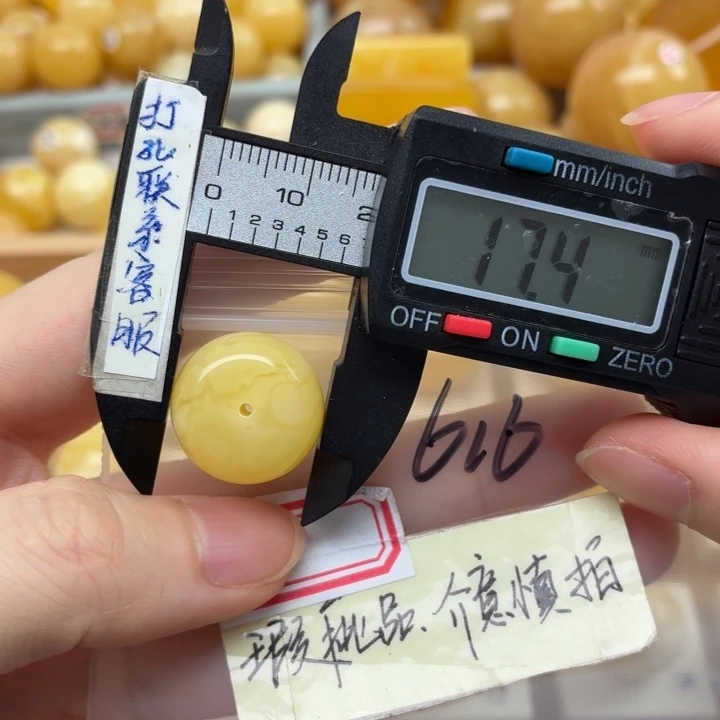 打孔联系客服
0 10 2
1 2 3 4 5 6
mm/inch
17.4 mm
OFF ON ZERO
616
瑕疵品、介意慎拍